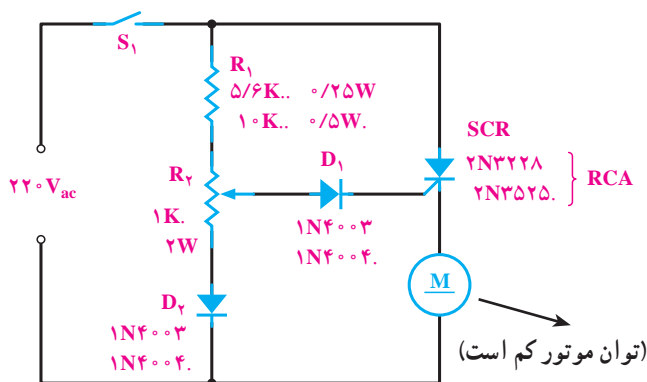 S۱
R۱
۵/۶K.. ۰/۲۵W
۱۰K.. ۰/۵W.
SCR
۲N۳۲۲۸
۲N۳۵۲۵.
RCA
D۱
۱N۴۰۰۳
۱N۴۰۰۴.
R۲
۱K.
۲W
۲۲۰Vac
M
D۲
۱N۴۰۰۳
۱N۴۰۰۴.
(توان موتور کم است)